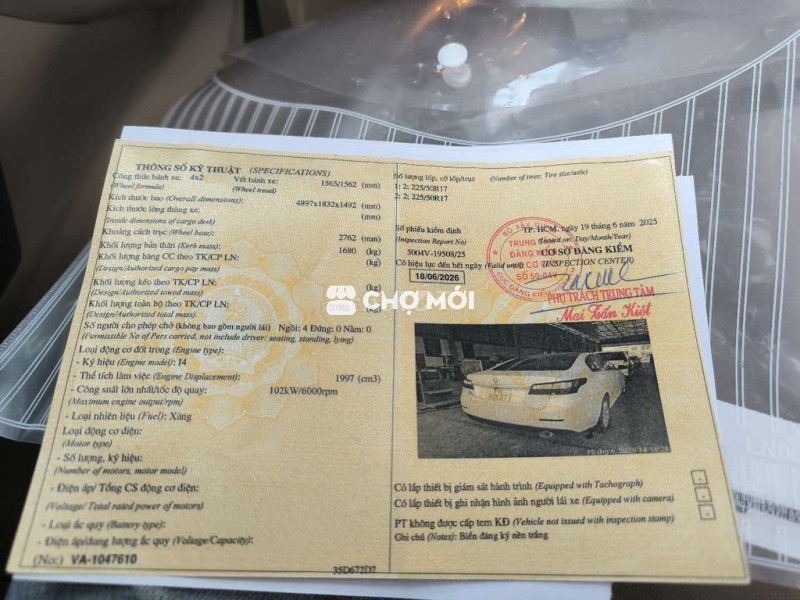 THÔNG SỐ KỸ THUẬT (SPECIFICATIONS)
Công thức bánh xe: 4x2 Vết bánh xe: 1565/1562 (mm)
(Wheel formula) (Wheel tread)
Kích thước bao (Overall dimensions): 4897x1832x1492 (mm)
Kích thước lòng thùng xe: (mm)
(Inside dimensions of cargo desk)
Khoảng cách trục (Wheel base): 2762 (mm)
Khối lượng bản thân (Kerb mass): 1680 (kg)
Khối lượng hàng CC theo TK/CP LN: (kg)
(Design/Authorized cargo pay mass)
Khối lượng kéo theo TK/CP LN: (kg)
(Design/Authorized towed mass)
Khối lượng toàn bộ theo TK/CP LN: (kg)
(Design/Authorized total mass)
Số người cho phép chở (không bao gồm người lái) Ngồi: 4 Đứng: 0 Nằm: 0
(Permissible No of Pers carried, not include driver: seating, standing, lying)
Loại động cơ đốt trong (Engine type):
- Ký hiệu (Engine model): I4
- Thể tích làm việc (Engine Displacement): 1997 (cm3)
- Công suất lớn nhất/tốc độ quay: 102kW/6000rpm
(Maximum engine output/rpm)
- Loại nhiên liệu (Fuel): Xăng
Loại động cơ điện:
(Motor type)
- Số lượng, ký hiệu:
(Number of motors, motor model)
- Điện áp/ Tổng CS động cơ điện:
(Voltage/ Total rated power of motors)
- Loại ắc quy (Battery type):
- Điện áp/dung lượng ắc quy (Voltage/Capacity):
(No:) VA-1047610
35D672D2
Số lượng lốp, cỡ lốp/trục (Number of tires: Tire size/axle)
1: 2; 225/50R17
2: 2; 225/50R17
Số phiếu kiểm định
(Inspection Report No)
5004V-19508/25
Có hiệu lực đến hết ngày (Valid until)
18/06/2026
TP. HCM, ngày 19 tháng 6 năm 2025
(Issued on: Day/Month/Year)
CƠ SỞ ĐĂNG KIỂM
(INSPECTION CENTER)
TRUNG
ĐĂNG KI
SỐ 50-04V
PHỤ TRÁCH TRUNG TÂM
Mai Tấn Kiệt
CHỢ MỚI
Có lắp thiết bị giám sát hành trình (Equipped with Tachograph)
Có lắp thiết bị ghi nhận hình ảnh người lái xe (Equipped with camera)
PT không được cấp tem KĐ (Vehicle not issued with inspection stamp)
Ghi chú (Notes): Biển đăng ký nền trắng.